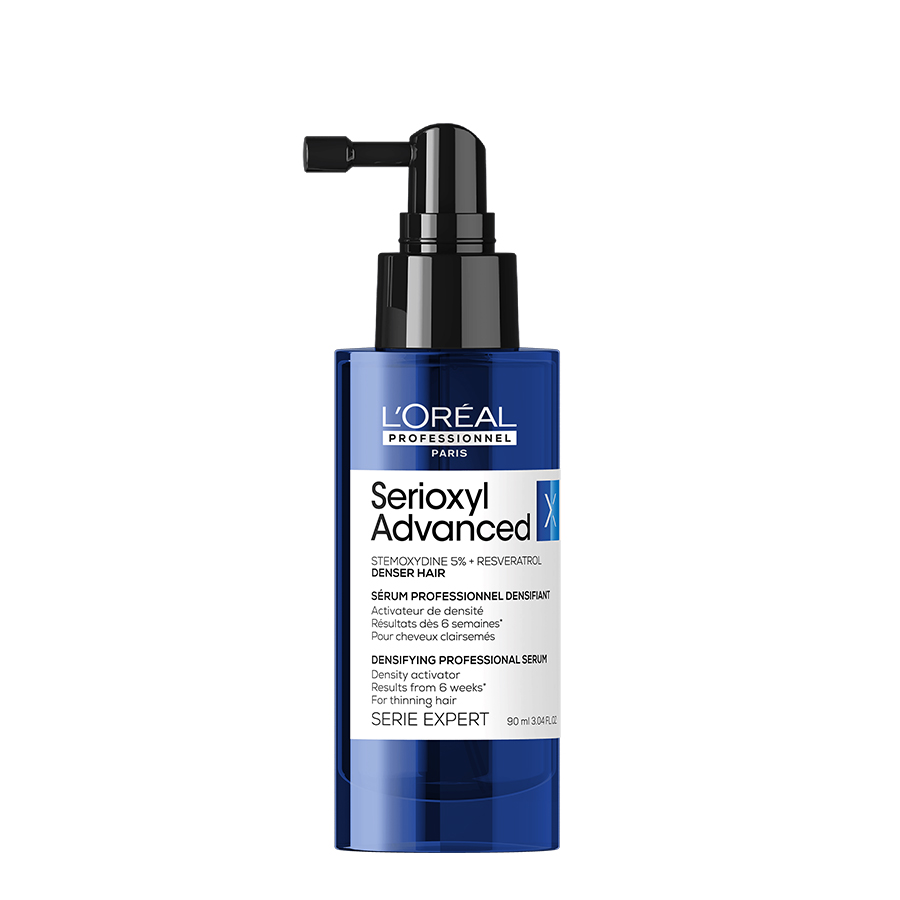 L'ORÉAL
PROFESSIONNEL
PARIS
Serioxyl
Advanced
X
STEMOXYDINE 5% + RESVERATROL
DENSER HAIR
SÉRUM PROFESSIONNEL DENSIFIANT
Activateur de densité
Résultats dès 6 semaines*
Pour cheveux clairsemés
DENSIFYING PROFESSIONAL SERUM
Density activator
Results from 6 weeks*
For thinning hair
SERIE EXPERT
90 ml 3.04 FL.OZ